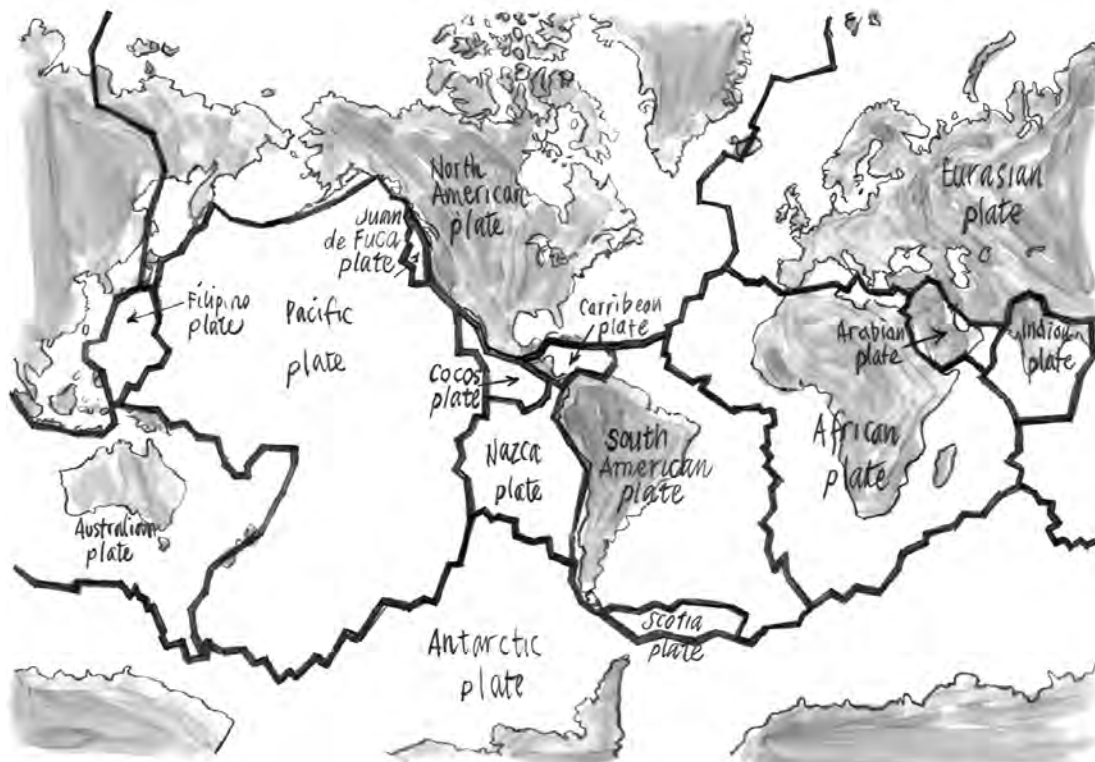 North
American
plate
Eurasian
plate
Juan
de Fuca
plate
Filipino
plate
Pacific
plate
Carribean
plate
Arabian
plate
Indian
plate
Cocos
plate
African
plate
South
American
plate
Nazca
plate
Australian
plate
Scotia
plate
Antarctic
plate